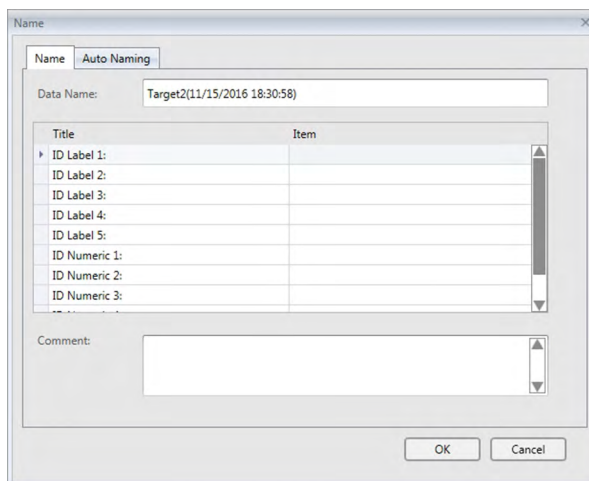 Name
Name Auto Naming
Data Name: Target2(11/15/2016 18:30:58)
Title Item
ID Label 1:
ID Label 2:
ID Label 3:
ID Label 4:
ID Label 5:
ID Numeric 1:
ID Numeric 2:
ID Numeric 3:
Comment:
OK Cancel